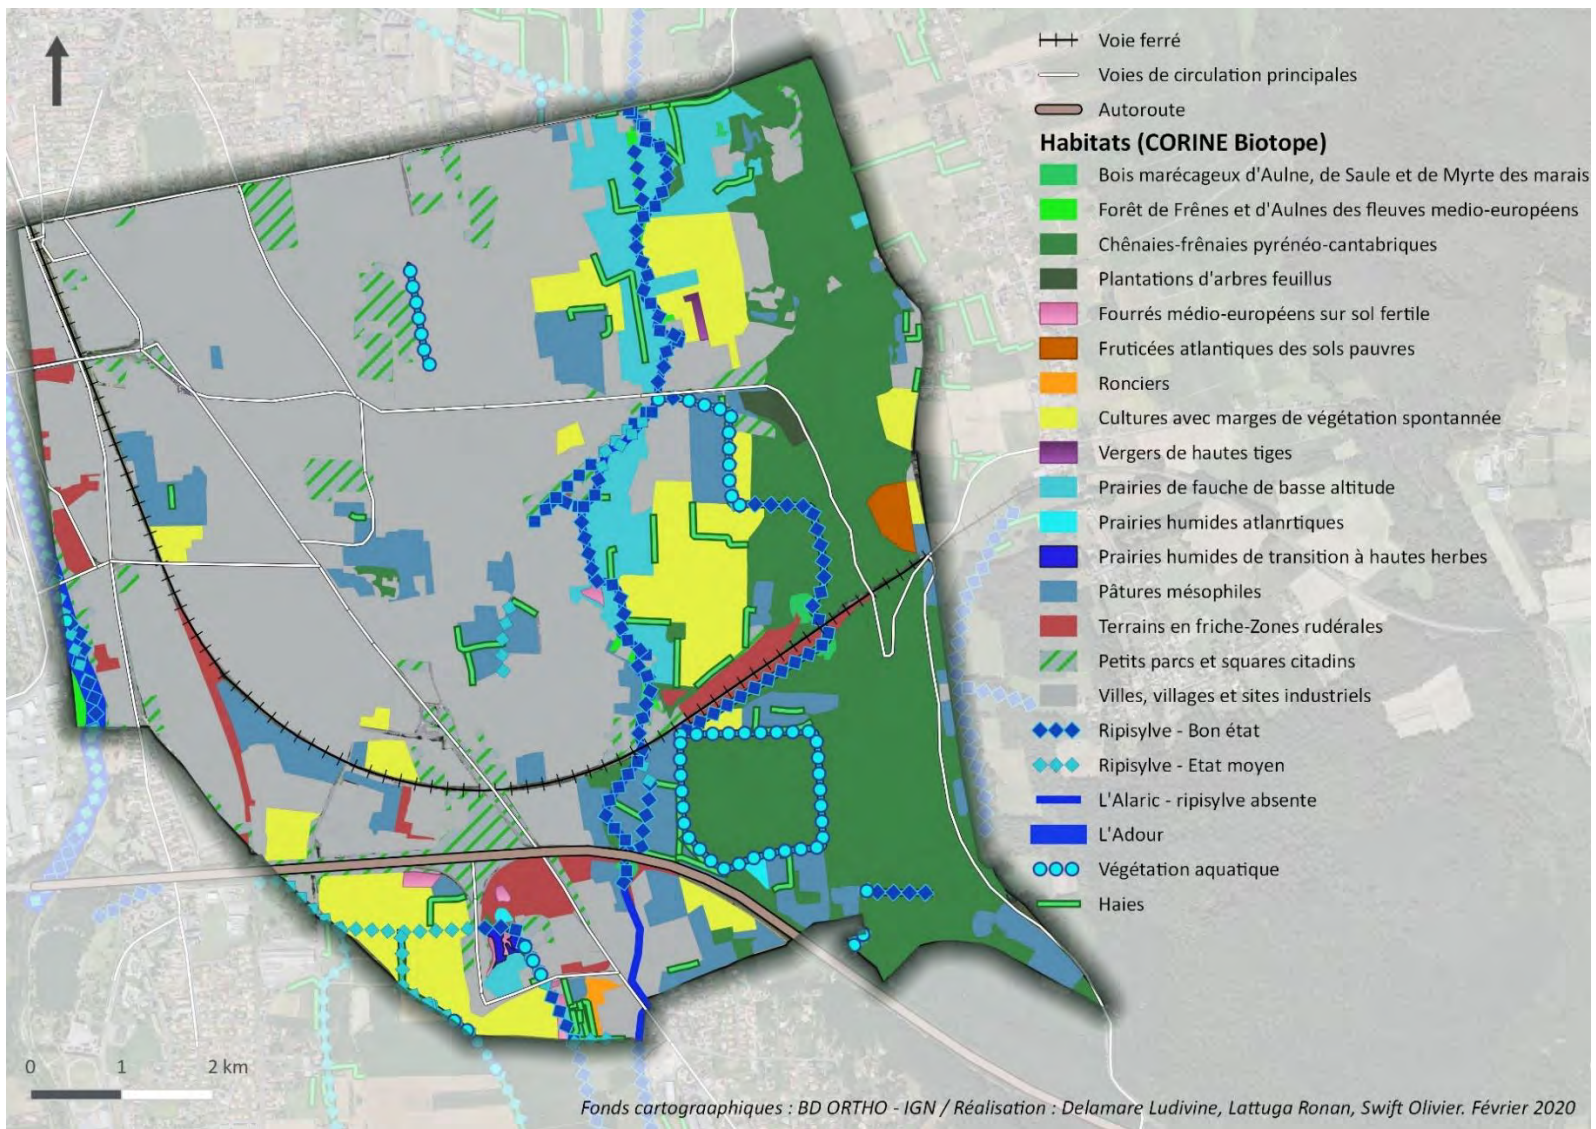 Voie ferré
Voies de circulation principales
Autoroute
Habitats (CORINE Biotope)
Bois marécageux d'Aulne, de Saule et de Myrte des marais
Forêt de Frênes et d'Aulnes des fleuves medio-européens
Chênaies-frênaies pyrénéo-cantabriques
Plantations d'arbres feuillus
Fourrés médio-européens sur sol fertile
Fruticées atlantiques des sols pauvres
Ronciers
Cultures avec marges de végétation spontannée
Vergers de hautes tiges
Prairies de fauche de basse altitude
Prairies humides atlanrtiques
Prairies humides de transition à hautes herbes
Pâtures mésophiles
Terrains en friche-Zones rudérales
Petits parcs et squares citadins
Villes, villages et sites industriels
Ripisylve - Bon état
Ripisylve - Etat moyen
L'Alaric - ripisylve absente
L'Adour
Végétation aquatique
Haies
0 1 2 km
Fonds cartograaphiques : BD ORTHO - IGN / Réalisation : Delamare Ludivine, Lattuga Ronan, Swift Olivier. Février 2020